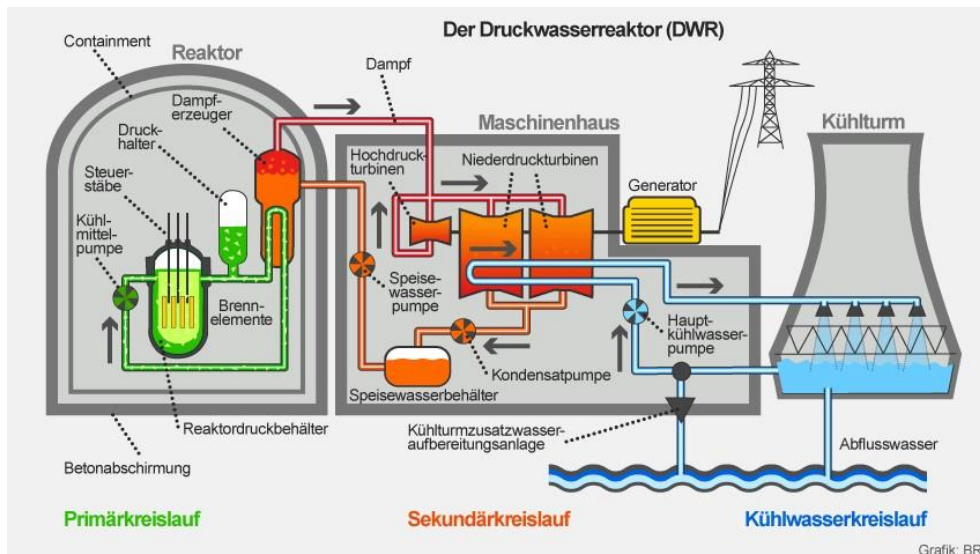 Der Druckwasserreaktor (DWR)
Containment
Reaktor
Dampf
Dampf-
erzeuger
Druck-
halter
Steuer-
stäbe
Kühl-
mittel-
pumpe
Brenn-
elemente
Reaktordruckbehälter
Betonabschirmung
Maschinenhaus
Hochdruck-
turbinen
Niederdruckturbinen
Generator
Kühlturm
Speise-
wasser-
pumpe
Haupt-
kühlwasser-
pumpe
Kondensatpumpe
Speisewasserbehälter
Kühlturmzusatzwasser-
aufbereitungsanlage
Abflusswasser
Primärkreislauf
Sekundärkreislauf
Kühlwasserkreislauf
Grafik: BR